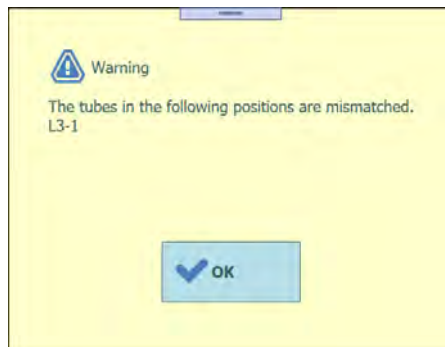 Warning
The tubes in the following positions are mismatched.
L3-1
OK